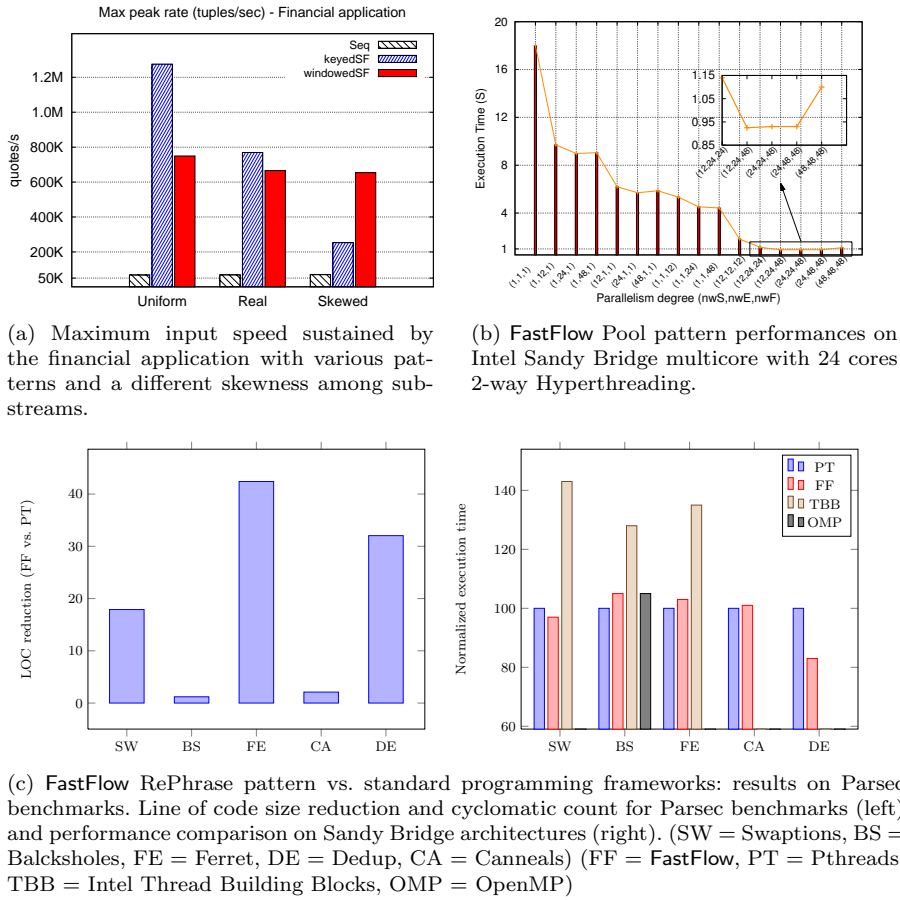 Max peak rate (tuples/sec) - Financial application
Seq
keyedSF
windowedSF
quotes/s
1.2M
1.0M
800K
600K
400K
200K
50K
Uniform Real Skewed
(a) Maximum input speed sustained by
the financial application with various pat-
terns and a different skewness among sub-
streams.
Execution Time (S)
20
16
12
8
4
1
1.15
1.05
0.95
0.85
(12,24,24) (12,24,48) (24,24,48) (24,48,48) (48,48,48)
(1,1,1) (1,12,1) (1,24,1) (1,48,1) (12,1,1) (24,1,1) (48,1,1) (1,1,12) (1,1,24) (1,1,48) (12,12,12) (12,24,24) (12,24,48) (24,24,48) (24,48,48) (48,48,48)
Parallelism degree (nwS,nwE,nwF)
(b) FastFlow Pool pattern performances on
Intel Sandy Bridge multicore with 24 cores
2-way Hyperthreading.
LOC reduction (FF vs. PT)
40
30
20
10
0
SW BS FE CA DE
Normalized execution time
140
120
100
80
60
PT
FF
TBB
OMP
SW BS FE CA DE
(c) FastFlow RePhrase pattern vs. standard programming frameworks: results on Parsec
benchmarks. Line of code size reduction and cyclomatic count for Parsec benchmarks (left)
and performance comparison on Sandy Bridge architectures (right). (SW = Swaptions, BS =
Balcksholes, FE = Ferret, DE = Dedup, CA = Canneals) (FF = FastFlow, PT = Pthreads
TBB = Intel Thread Building Blocks, OMP = OpenMP)